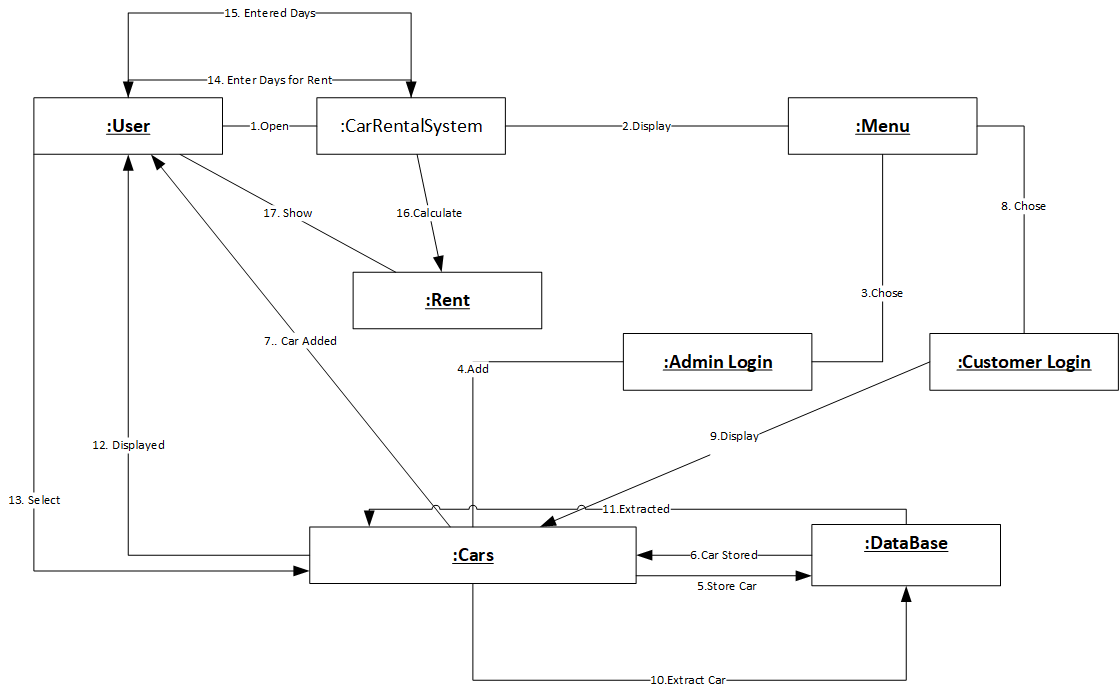 15. Entered Days
14. Enter Days for Rent
:User
1.Open
:CarRentalSystem
2.Display
:Menu
17. Show
16.Calculate
8. Chose
:Rent
3.Chose
7.. Car Added
4.Add
:Admin Login
:Customer Login
12. Displayed
9.Display
13. Select
11.Extracted
:Cars
6.Car Stored
:DataBase
5.Store Car
10.Extract Car